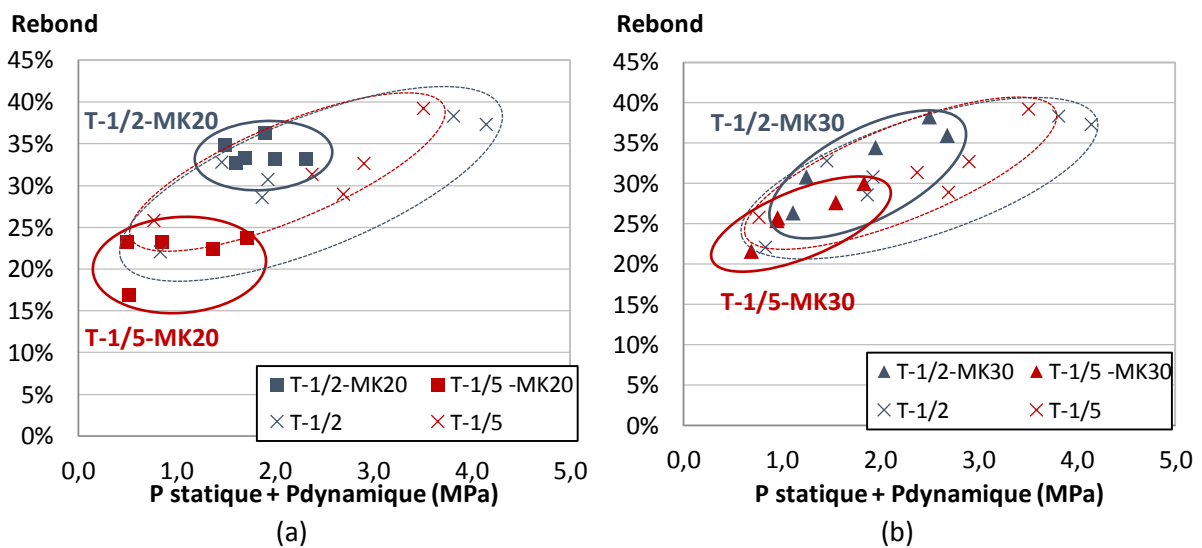 Rebond
45%
40%
35%
30%
25%
20%
15%
10%
5%
0%
T-1/2-MK20
T-1/5-MK20
T-1/2-MK20 T-1/5 -MK20
T-1/2 T-1/5
0,0 1,0 2,0 3,0 4,0 5,0
P statique + Pdynamique (MPa)
(a)
Rebond
45%
40%
35%
30%
25%
20%
15%
10%
5%
0%
T-1/2-MK30
T-1/5-MK30
T-1/2-MK30 T-1/5 -MK30
T-1/2 T-1/5
0,0 1,0 2,0 3,0 4,0 5,0
P statique + Pdynamique (MPa)
(b)